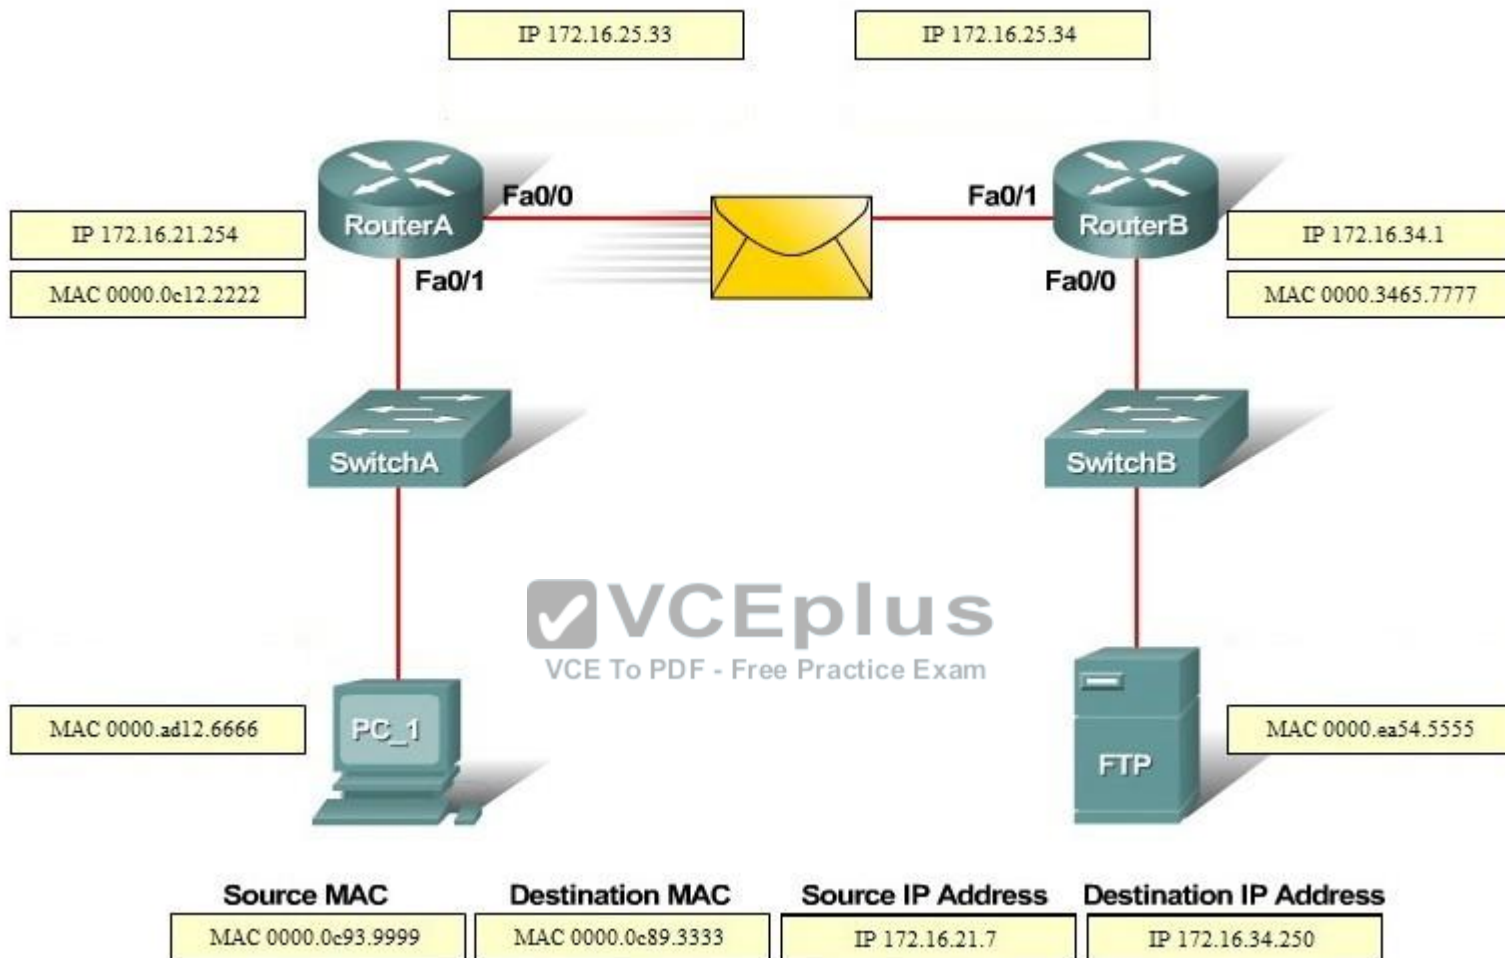 IP 172.16.25.33
IP 172.16.25.34
Fa0/0
Fa0/1
RouterA
RouterB
IP 172.16.21.254
IP 172.16.34.1
MAC 0000.0c12.2222
Fa0/1
Fa0/0
MAC 0000.3465.7777
SwitchA
SwitchB
VCEplus
VCE To PDF - Free Practice Exam
MAC 0000.ad12.6666
PC_1
FTP
MAC 0000.ea54.5555
Source MAC
Destination MAC
Source IP Address
Destination IP Address
MAC 0000.0c93.9999
MAC 0000.0c89.3333
IP 172.16.21.7
IP 172.16.34.250